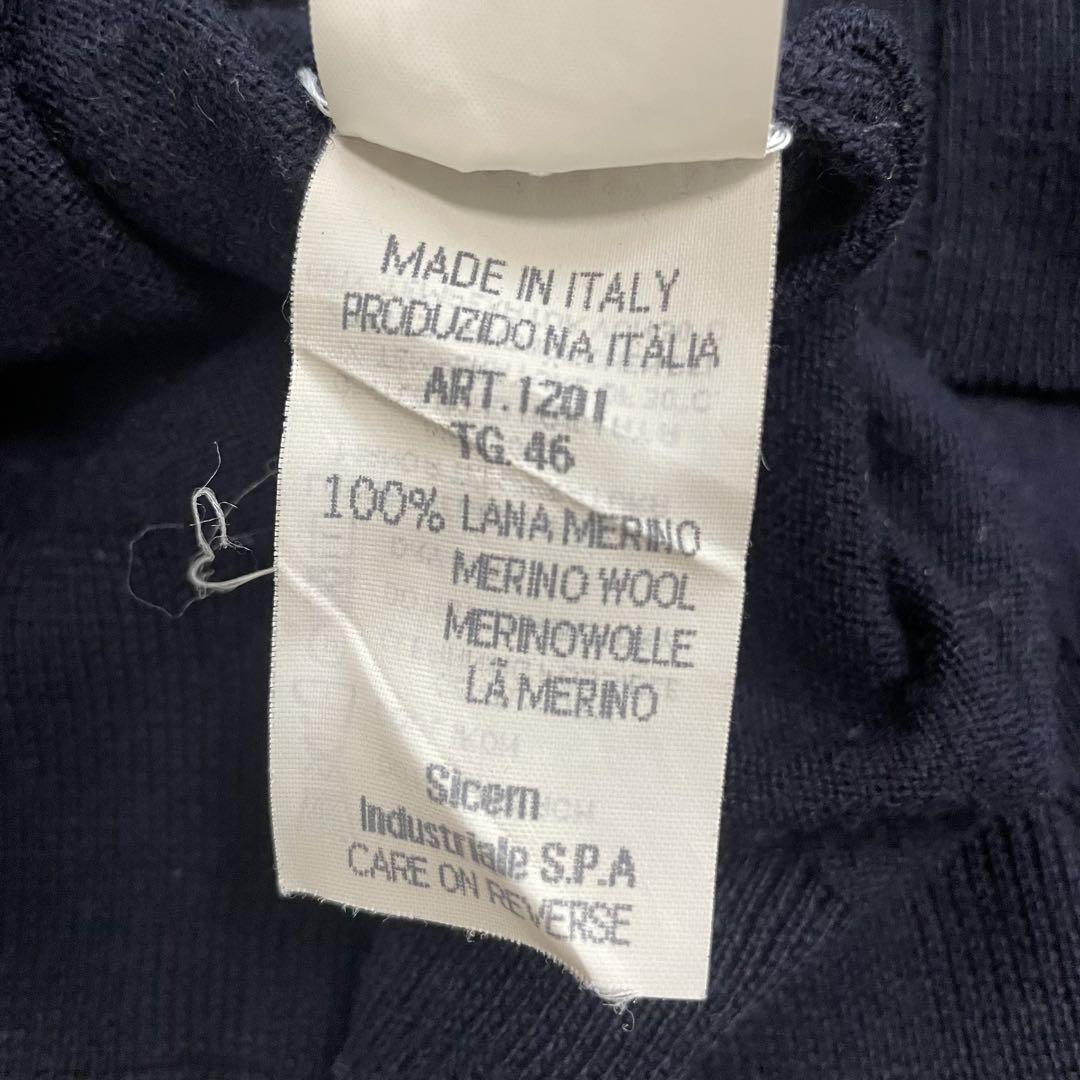 MADE IN ITALY
PRODUZIDO NA ITÁLIA
ART.1201
TG. 46
100% LANA MERINO
MERINO WOOL
MERINOWOLLE
LÃ MERINO
Sicem
Industriale S.P.A
CARE ON REVERSE